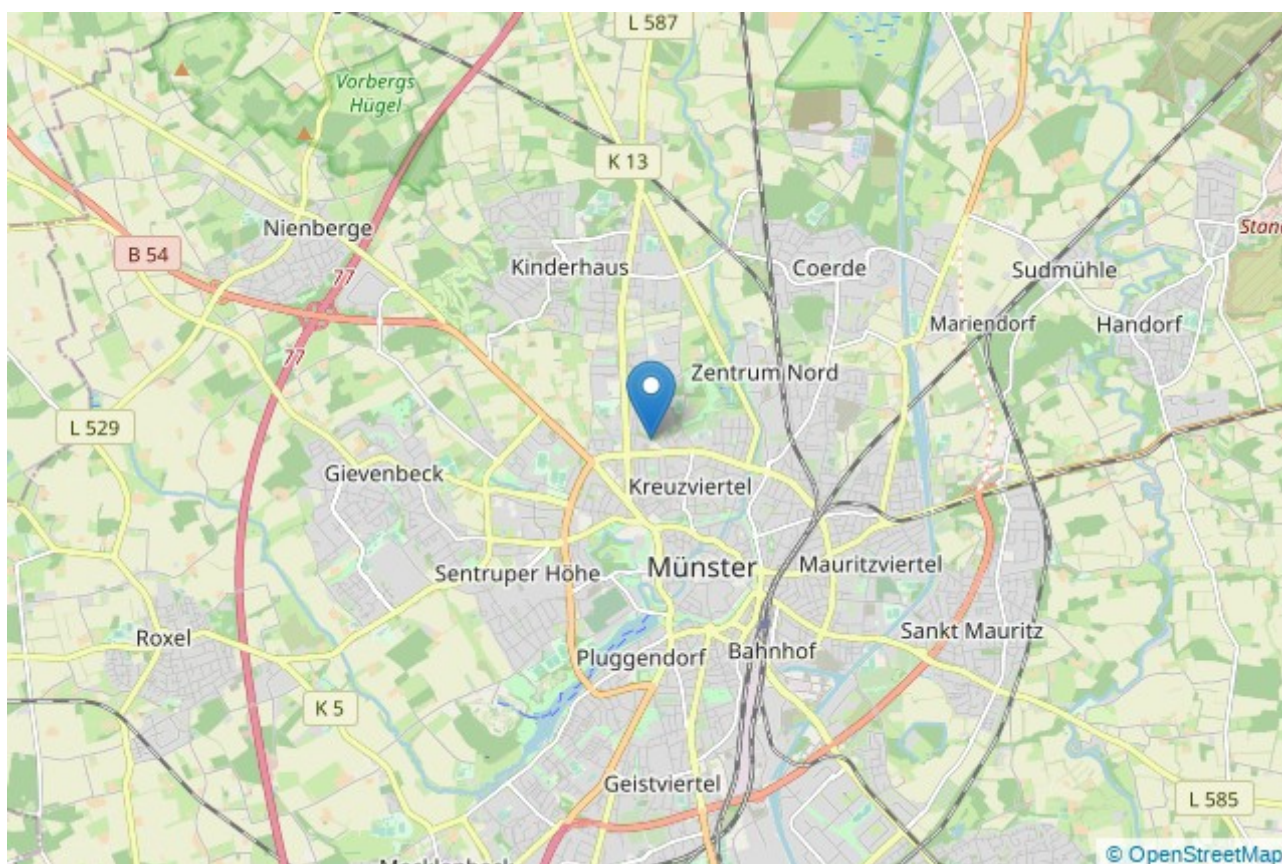 L 587
Vorbergs
Hügel
K 13
Nienberge
B 54
77
Kinderhaus
Coerde
Sudmühle
Mariendorf
Handorf
77
Zentrum Nord
L 529
Gievenbeck
Kreuzviertel
Münster
Mauritzviertel
Sentruper Höhe
Roxel
Sankt Mauritz
Pluggendorf
Bahnhof
K 5
Geistviertel
L 585
© OpenStreetMap